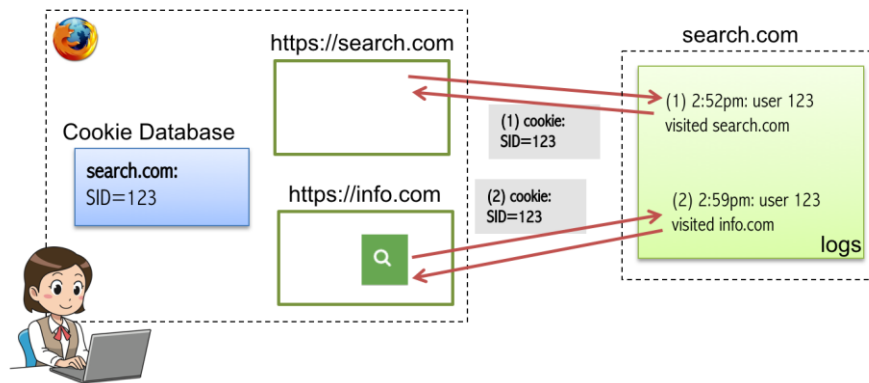 https://search.com
search.com
(1) 2:52pm: user 123
visited search.com
(1) cookie:
SID=123
Cookie Database
search.com:
SID=123
https://info.com
(2) cookie:
SID=123
(2) 2:59pm: user 123
visited info.com
logs